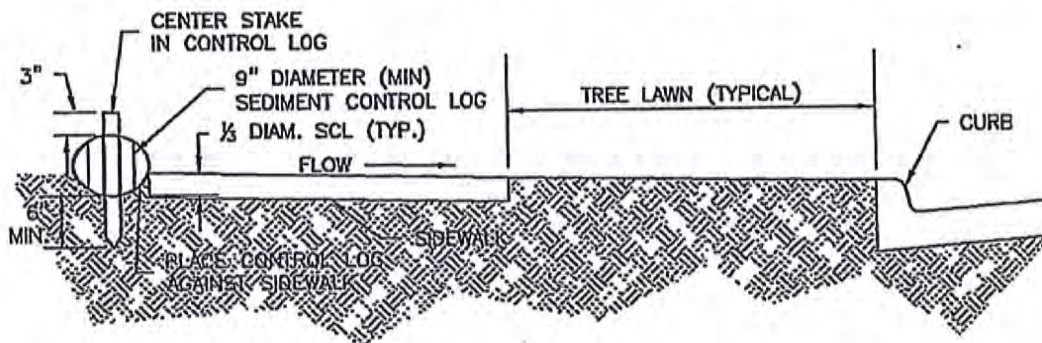 CENTER STAKE
IN CONTROL LOG
3"
9" DIAMETER (MIN)
SEDIMENT CONTROL LOG
⅓ DIAM. SCL (TYP.)
FLOW
TREE LAWN (TYPICAL)
CURB
6"
MIN
SIDEWALK
PLACE CONTROL LOG
AGAINST SIDEWALK